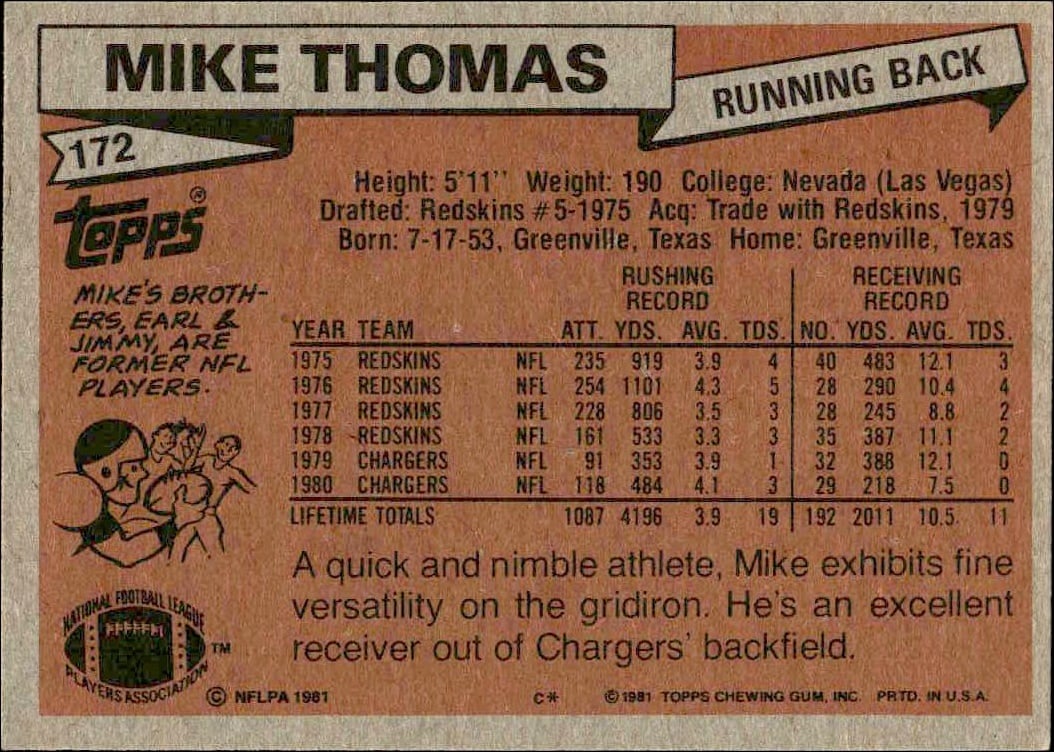 MIKE THOMAS
RUNNING BACK
172
TOPPS®
Height: 5'11" Weight: 190 College: Nevada (Las Vegas)
Drafted: Redskins #5-1975 Acq: Trade with Redskins, 1979
Born: 7-17-53, Greenville, Texas Home: Greenville, Texas
MIKE'S BROTH-
ERS, EARL &
JIMMY, ARE
FORMER NFL
PLAYERS.
RUSHING RECEIVING
RECORD RECORD
YEAR TEAM ATT. YDS. AVG. TDS. NO. YDS. AVG. TDS.
1975 REDSKINS NFL 235 919 3.9 4 40 483 12.1 3
1976 REDSKINS NFL 254 1101 4.3 5 28 290 10.4 4
1977 REDSKINS NFL 228 806 3.5 3 28 245 8.8 2
1978 REDSKINS NFL 161 533 3.3 3 35 387 11.1 2
1979 CHARGERS NFL 91 353 3.9 1 32 388 12.1 0
1980 CHARGERS NFL 118 484 4.1 3 29 218 7.5 0
LIFETIME TOTALS 1087 4196 3.9 19 192 2011 10.5 11
A quick and nimble athlete, Mike exhibits fine
versatility on the gridiron. He's an excellent
receiver out of Chargers' backfield.
NATIONAL FOOTBALL LEAGUE
PLAYERS ASSOCIATION
TM
© NFLPA 1981 C* © 1981 TOPPS CHEWING GUM, INC. PRTD. IN U.S.A.